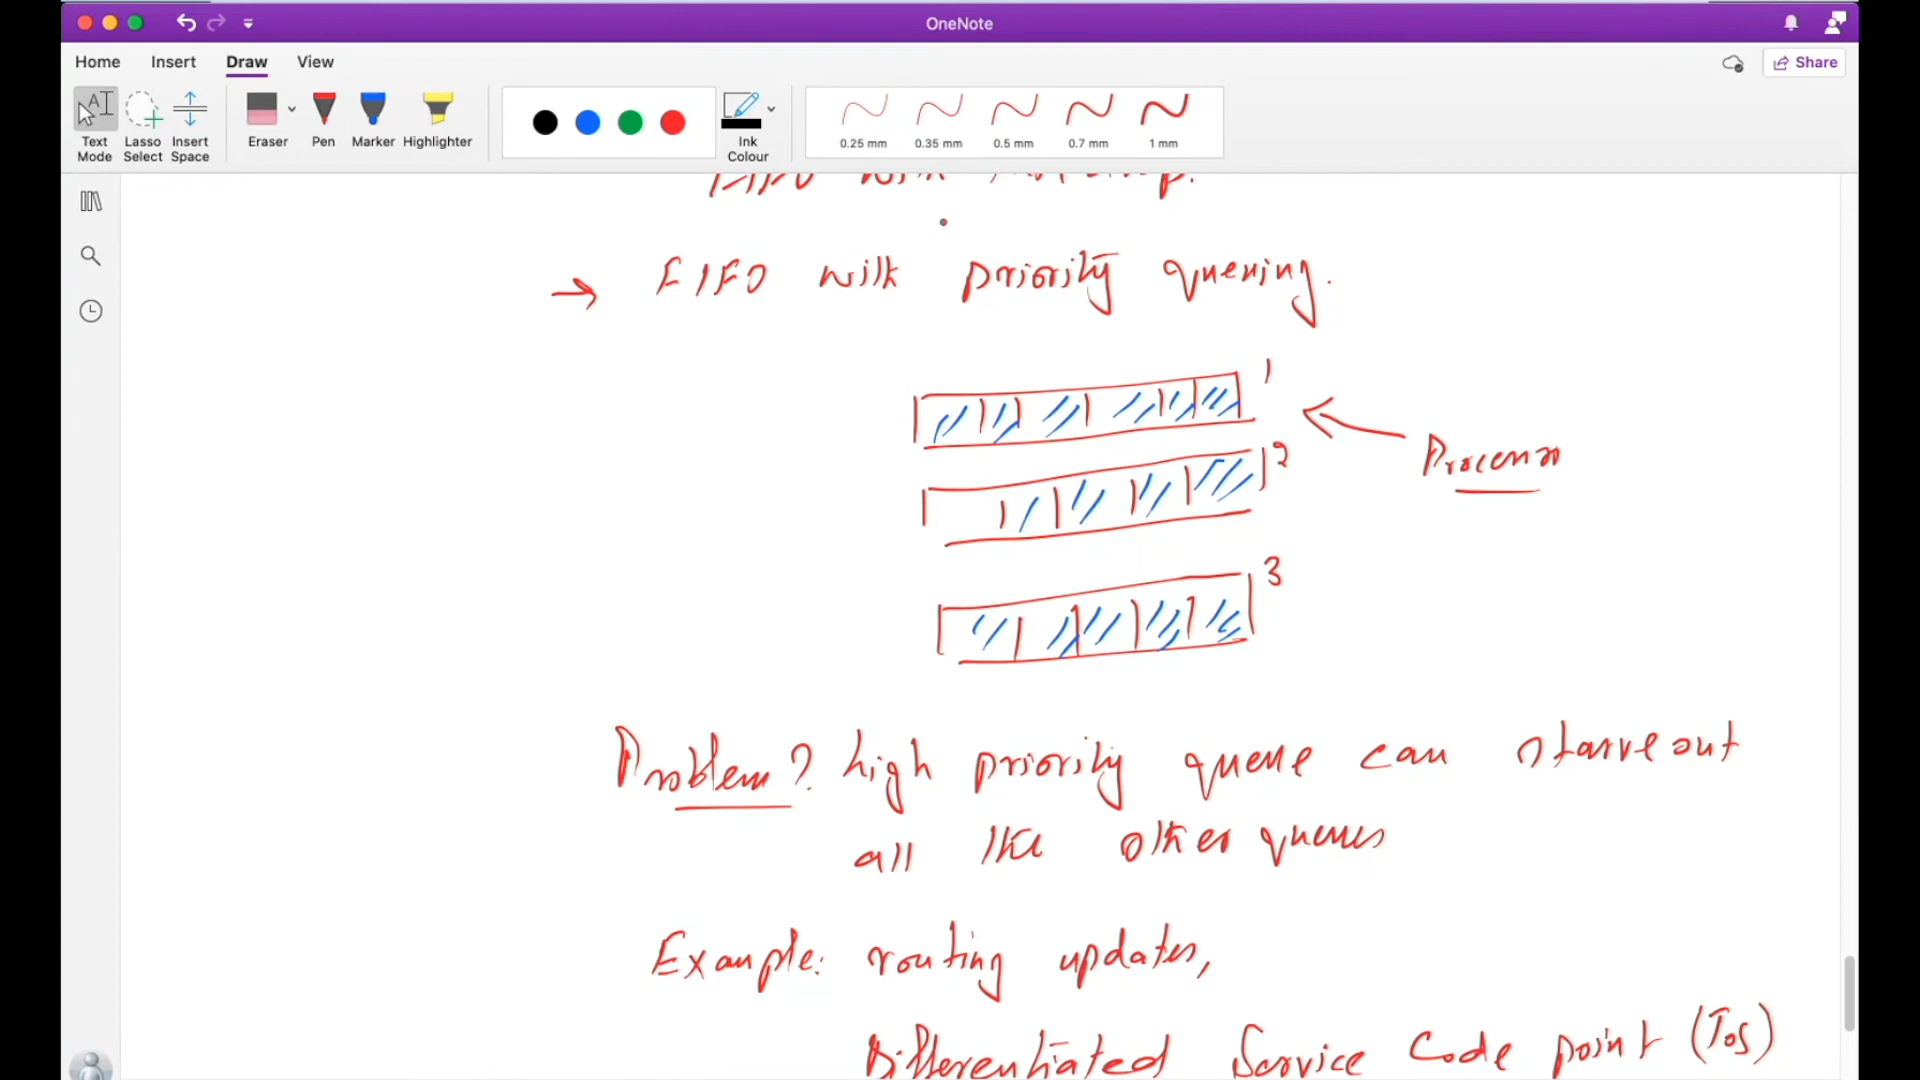 OneNote
Home Insert Draw View
Share
Text Mode
Lasso Select
Insert Space
Eraser
Pen
Marker
Highlighter
Ink Colour
0.25 mm
0.35 mm
0.5 mm
0.7 mm
1 mm
FIFO with
→ FIFO with priority queuing.
1
2
Processor
3
Problem? high priority queue can starve out
all the other queues
Example: routing updates,
Differentiated Service Code point (ToS)